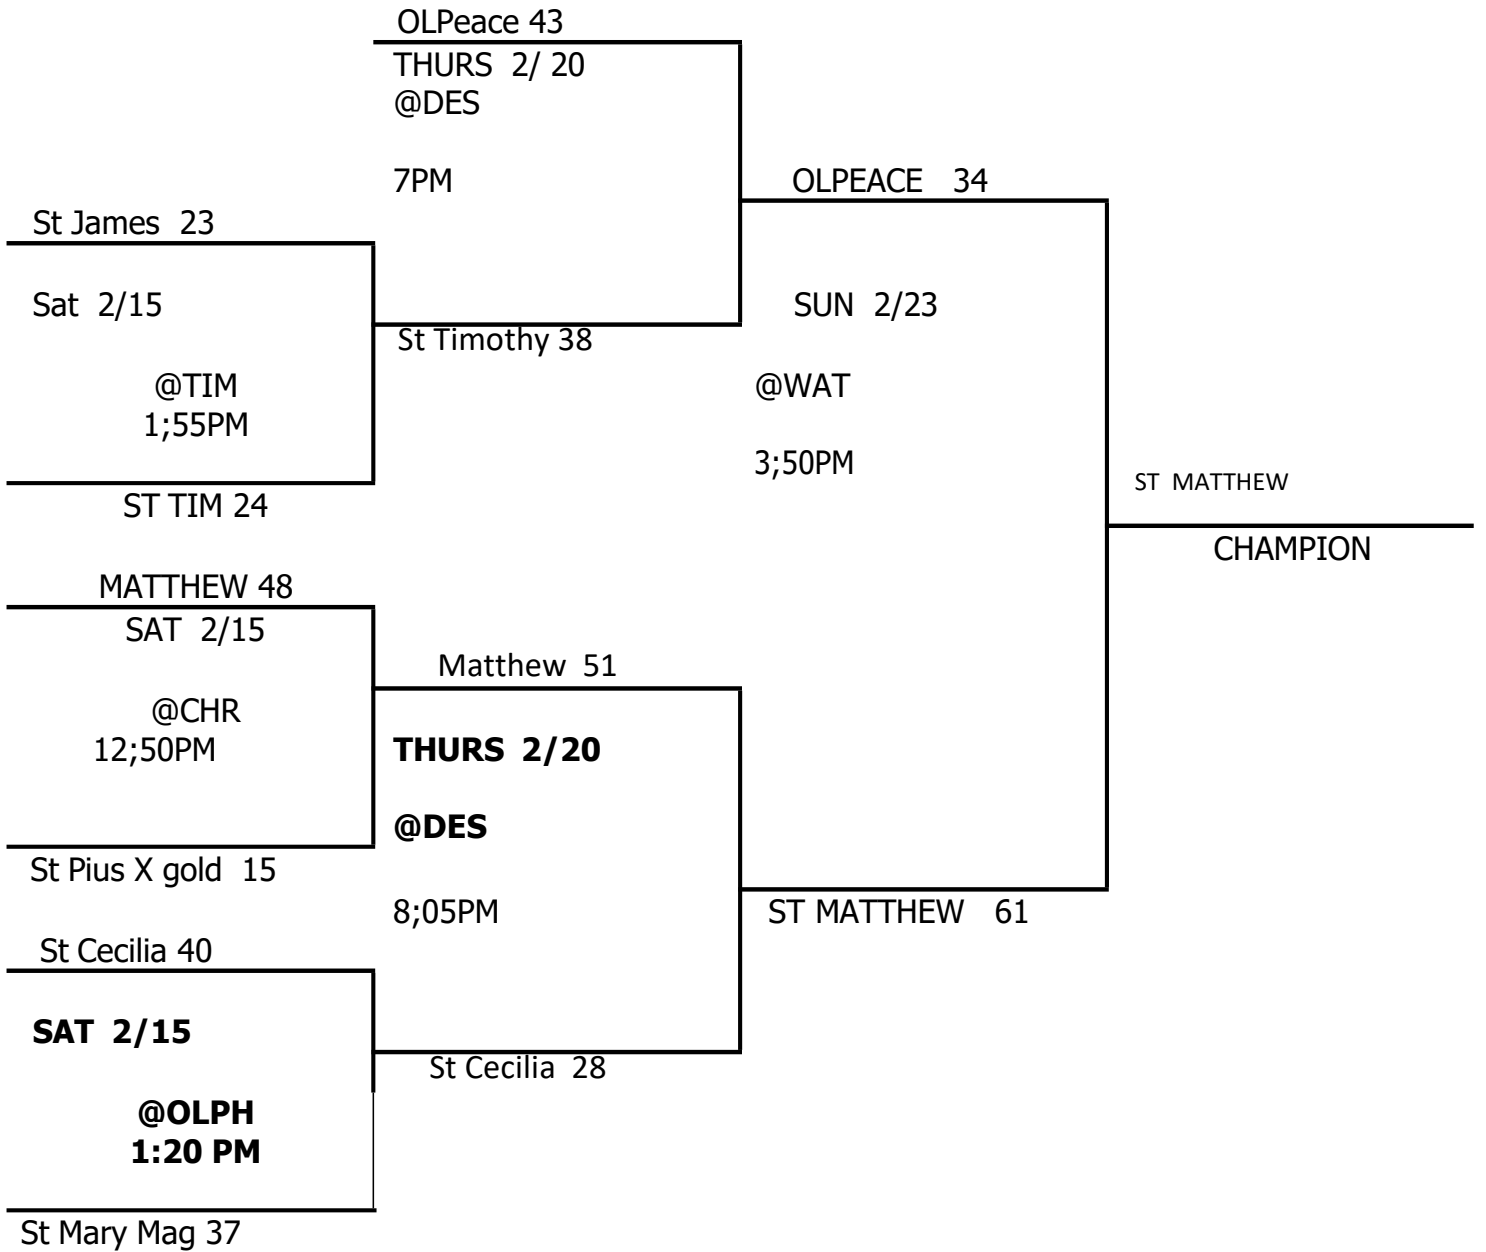 OLPeace 43
THURS 2/ 20
@DES
7PM
OLPEACE 34
St James 23
Sat 2/15
SUN 2/23
St Timothy 38
@TIM
@WAT
1;55PM
3;50PM
ST MATTHEW
ST TIM 24
CHAMPION
MATTHEW 48
SAT 2/15
Matthew 51
@CHR
12;50PM
THURS 2/20
@DES
St Pius X gold 15
8;05PM
ST MATTHEW 61
St Cecilia 40
SAT 2/15
St Cecilia 28
@OLPH
1:20 PM
St Mary Mag 37